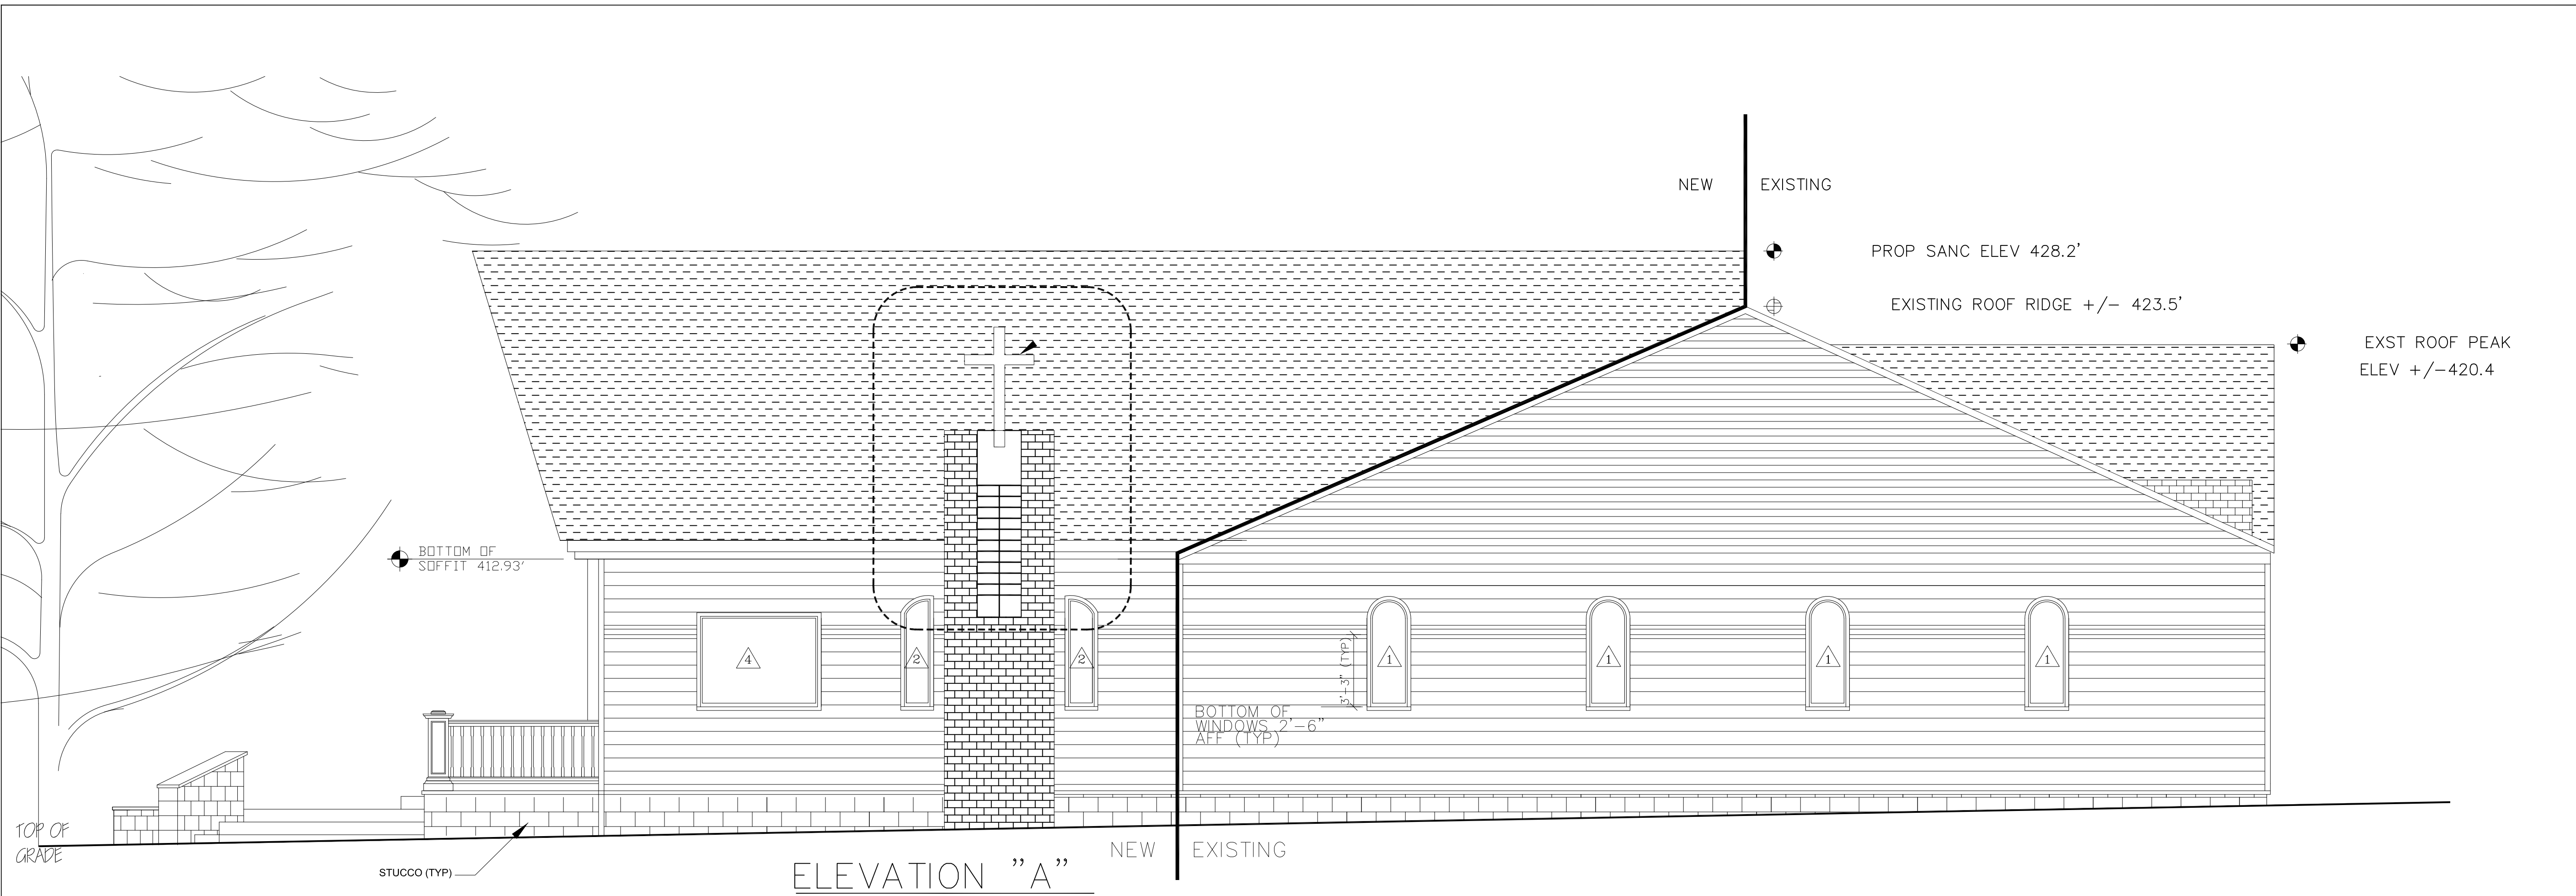 NEW EXISTING
PROP SANC ELEV 428.2'
EXISTING ROOF RIDGE +/- 423.5'
EXST ROOF PEAK
ELEV +/-420.4
BOTTOM OF
SOFFIT 412.93'
4
2
2
1
1
1
1
3'-3" (TYP)
BOTTOM OF
WINDOWS 2'-6"
AFF (TYP)
TOP OF
GRADE
STUCCO (TYP)
NEW EXISTING
ELEVATION "A"